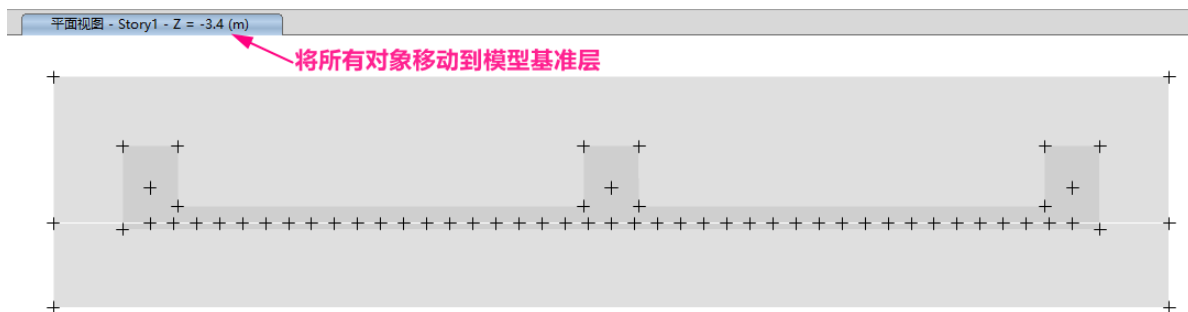 平面视图 - Story1 - Z = -3.4 (m)
将所有对象移动到模型基准层